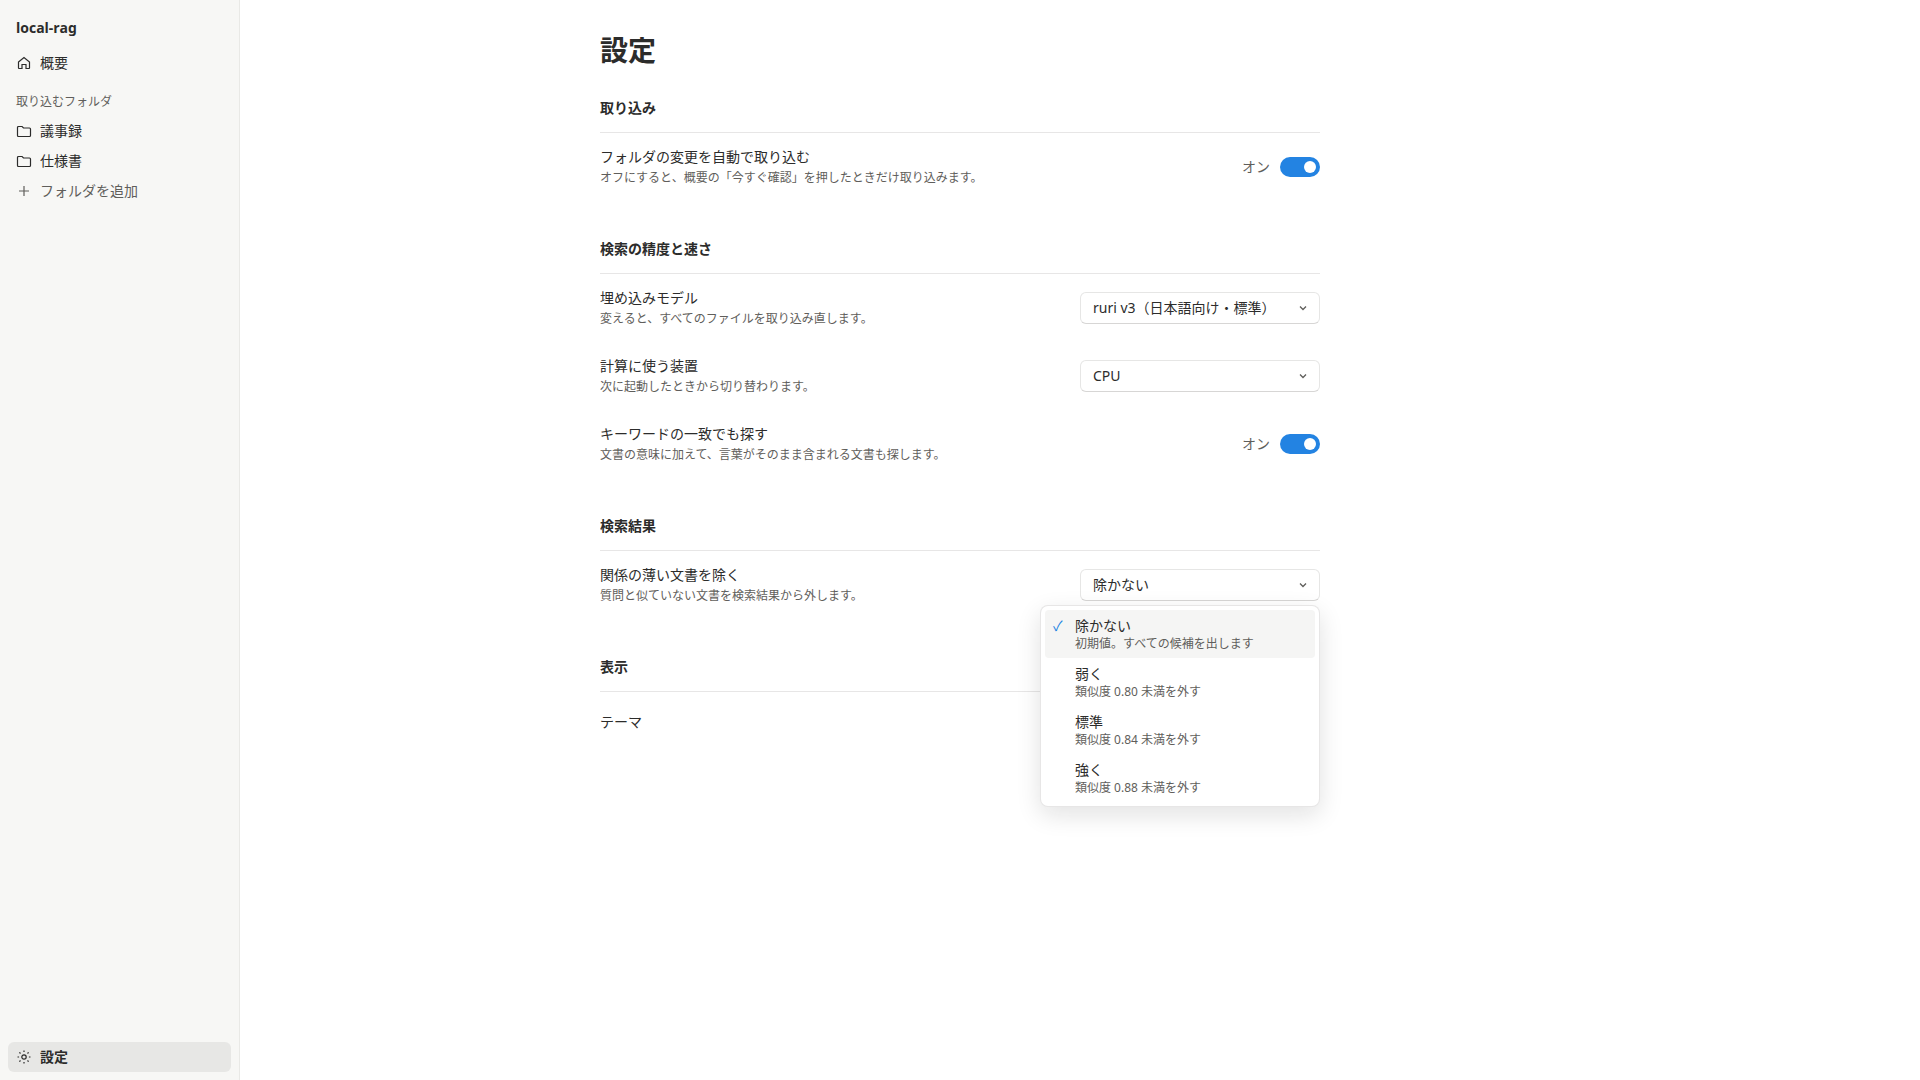 local-rag
概要
取り込むフォルダ
議事録
仕様書
フォルダを追加
設定
設定
取り込み
フォルダの変更を自動で取り込む
オフにすると、概要の「今すぐ確認」を押したときだけ取り込みます。
オン
検索の精度と速さ
埋め込みモデル
変えると、すべてのファイルを取り込み直します。
ruri v3（日本語向け・標準）
計算に使う装置
次に起動したときから切り替わります。
CPU
キーワードの一致でも探す
文書の意味に加えて、言葉がそのまま含まれる文書も探します。
オン
検索結果
関係の薄い文書を除く
質問と似ていない文書を検索結果から外します。
除かない
除かない
初期値。すべての候補を出します
弱く
類似度 0.80 未満を外す
標準
類似度 0.84 未満を外す
強く
類似度 0.88 未満を外す
表示
テーマ